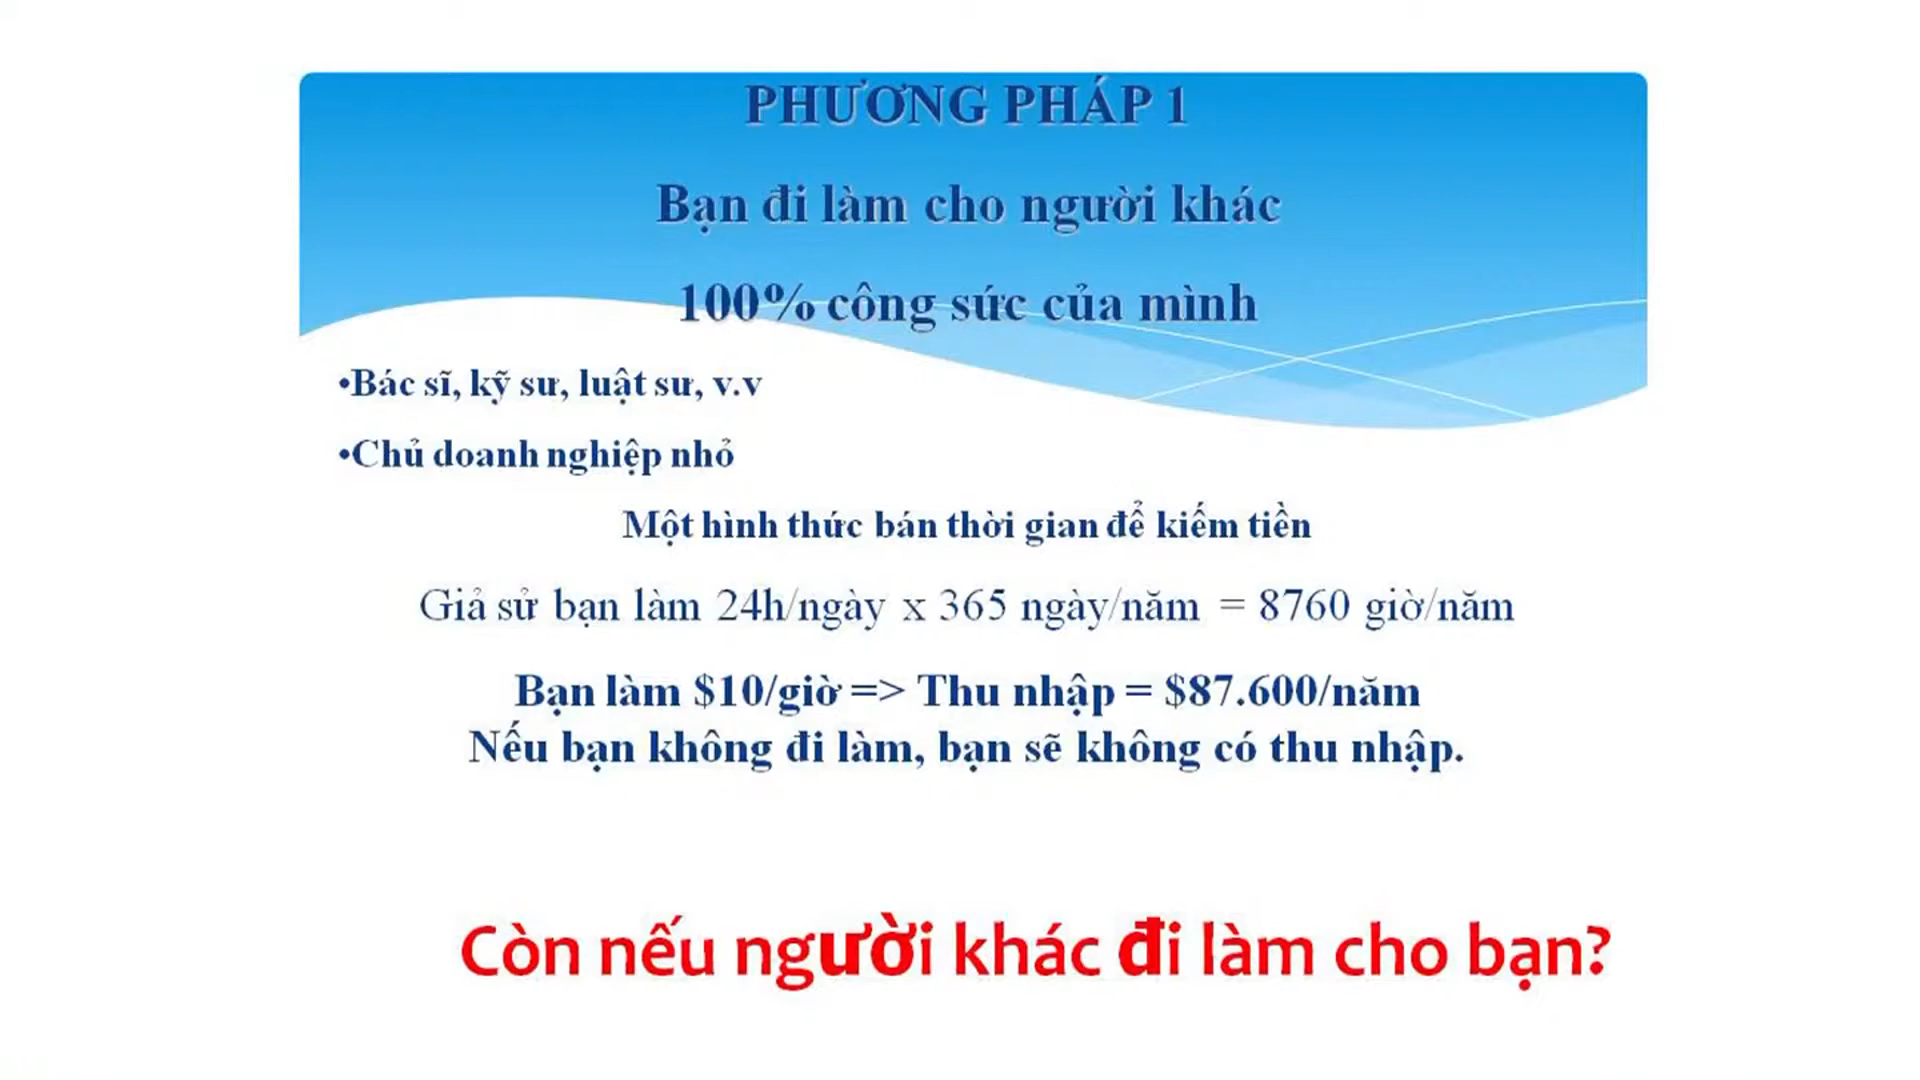 PHƯƠNG PHÁP 1
Bạn đi làm cho người khác
100% công sức của mình
•Bác sĩ, kỹ sư, luật sư, v.v
•Chủ doanh nghiệp nhỏ
Một hình thức bán thời gian để kiếm tiền
Giả sử bạn làm 24h/ngày x 365 ngày/năm = 8760 giờ/năm
Bạn làm $10/giờ => Thu nhập = $87.600/năm
Nếu bạn không đi làm, bạn sẽ không có thu nhập.
Còn nếu người khác đi làm cho bạn?